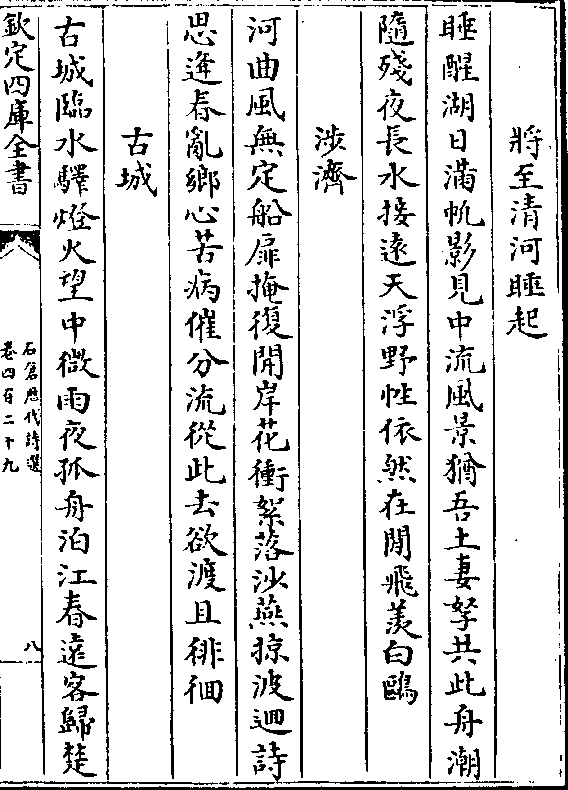 將至清河睡起
睡醒湖日滿帆影見中流風景猶吾土妻孥共此舟潮
隨殘夜長水接遠天浮野性依然在閒飛羨白鷗
涉濟
河曲風無定船扉掩復開岸花衝絮落沙燕掠波迴詩
思逢春亂鄉心苦病催分流從此去欲渡且徘徊
古城
古城臨水驛燈火望中微雨夜孤舟泊江春遠客歸楚
欽定四庫全書
石倉歷代詩選
卷四百二十九
八